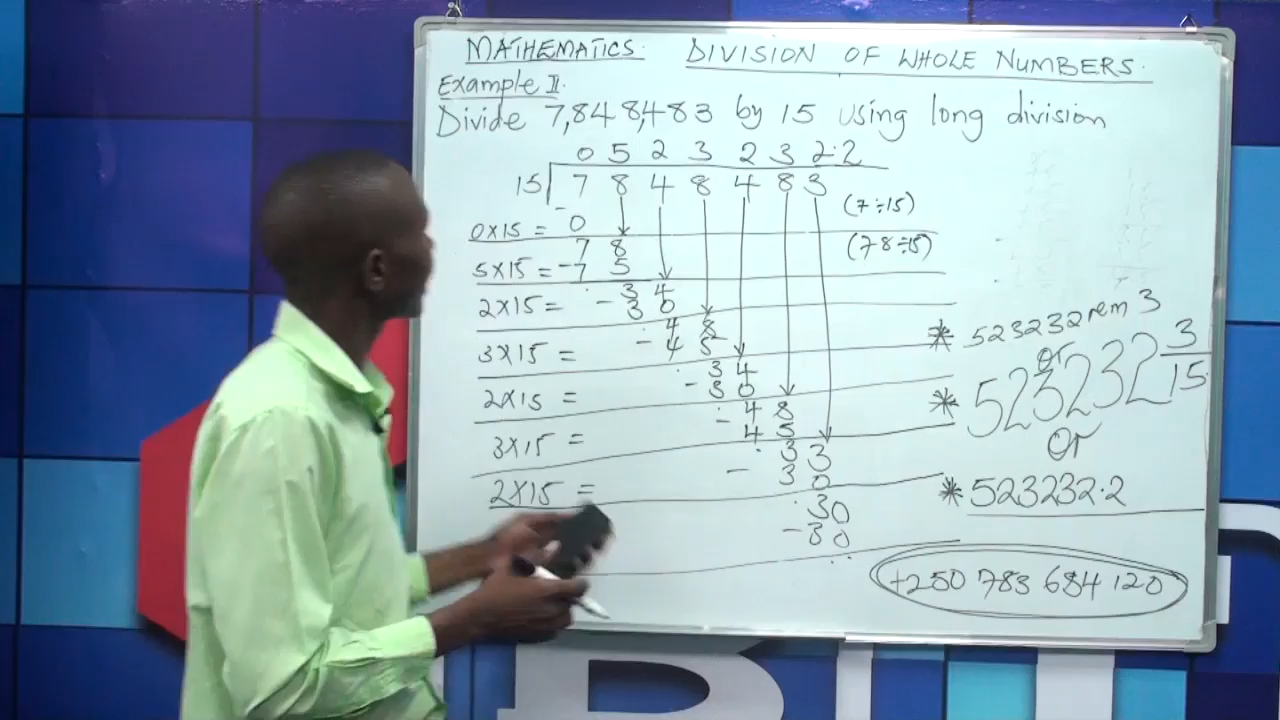 MATHEMATICS. DIVISION OF WHOLE NUMBERS.
Example II.
Divide 7,848,483 by 15 using long division
0 5 2 3 2 3 2.2
15 7 8 4 8 4 8 3
(7÷15)
0x15 = - 0
7 8 (78÷15)
5x15 = - 7 5
3 4
2x15 = - 3 0
4 8
3x15 = - 4 5
3 4
2x15 = - 3 0
4 8
3x15 = - 4 5
3 3
2x15 = - 3 0
. 30
- 30
. .
* 523232 rem 3
or
* 523232 3/15
or
* 523232.2
+250 783 684 120